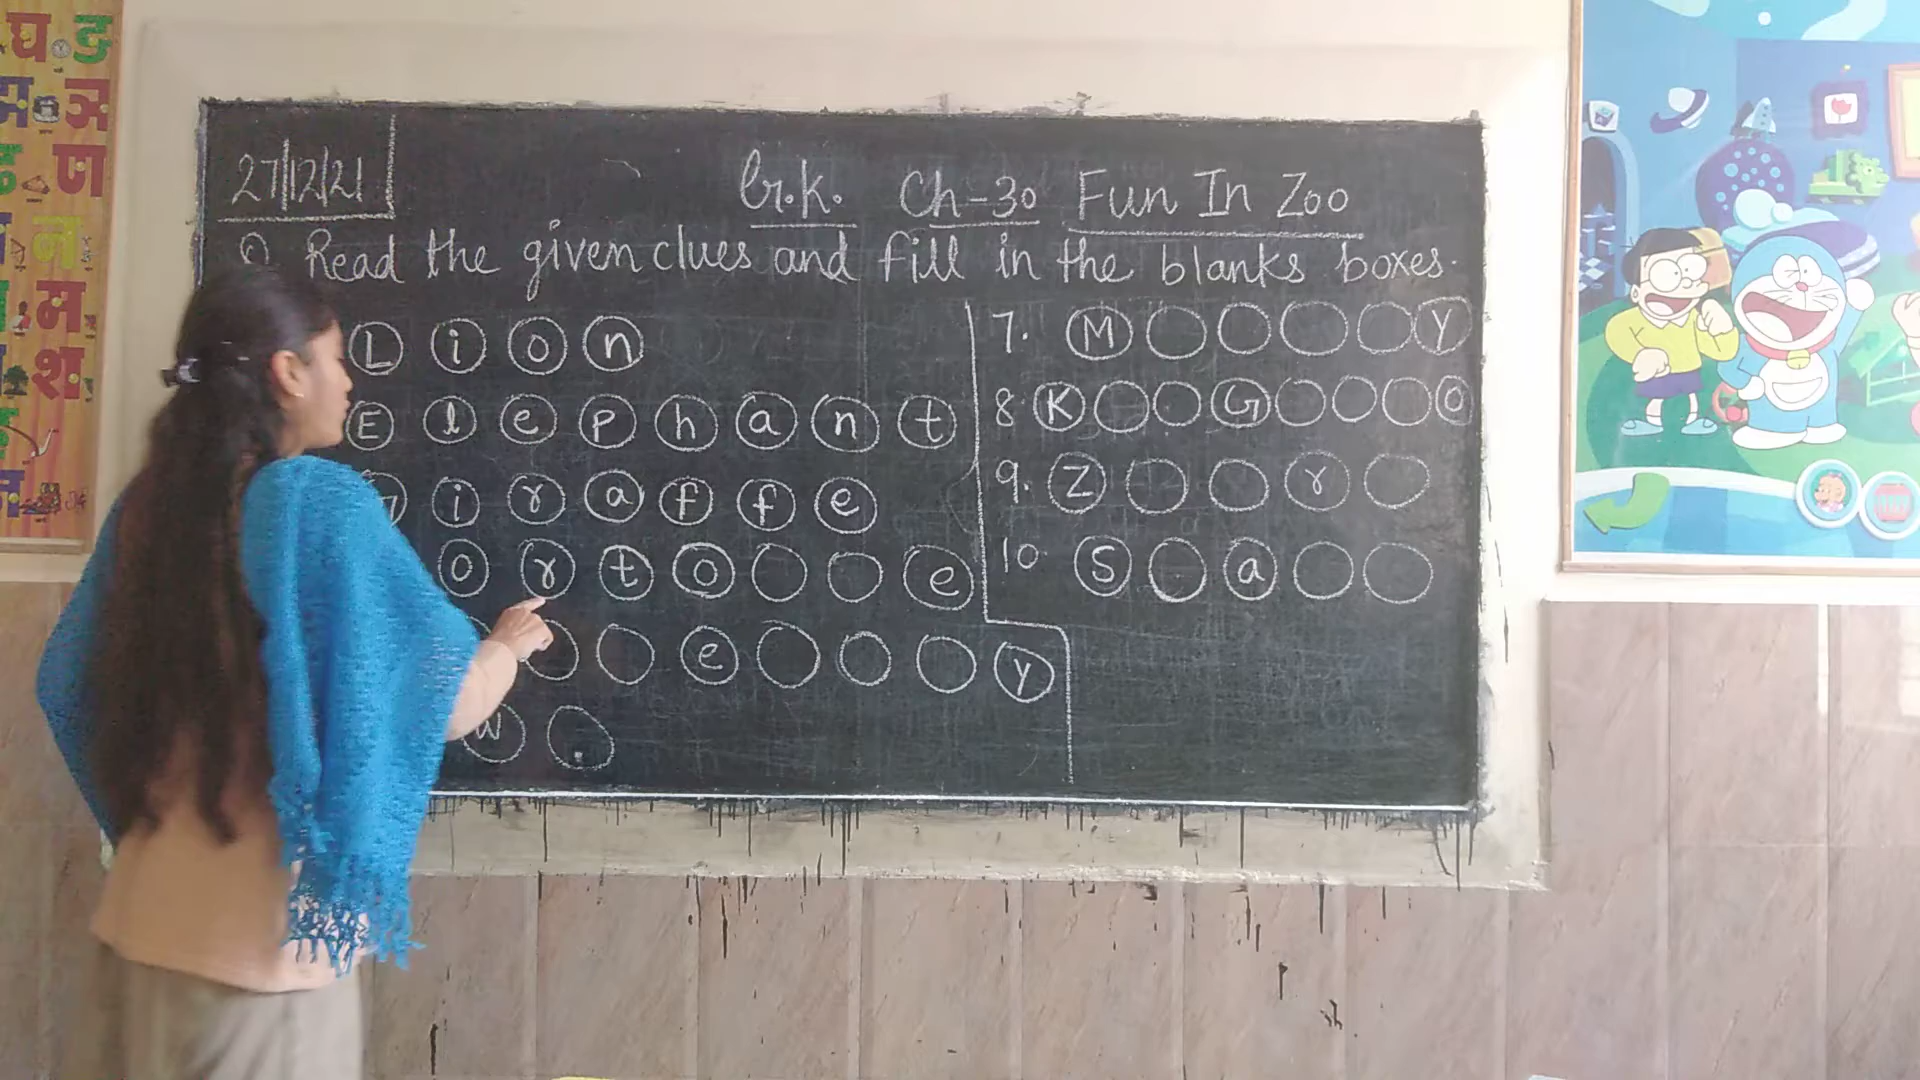 घ ङ
ञ
ण
न
म
श
27/12/21
G.K. Ch-30 Fun In Zoo
Q Read the given clues and fill in the blanks boxes.
L i o n
E l e p h a n t
G i r a f f e
o r t o e
e y
w
7. M Y
8 K G O
9. Z r
10 S a